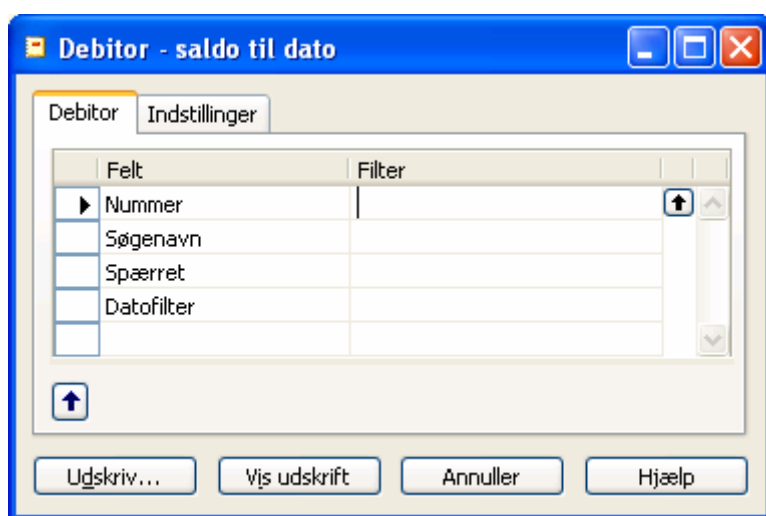 Debitor - saldo til dato
Debitor Indstillinger
Felt Filter
Nummer
Søgenavn
Spærret
Datofilter
Udskriv... Vis udskrift Annuller Hjælp